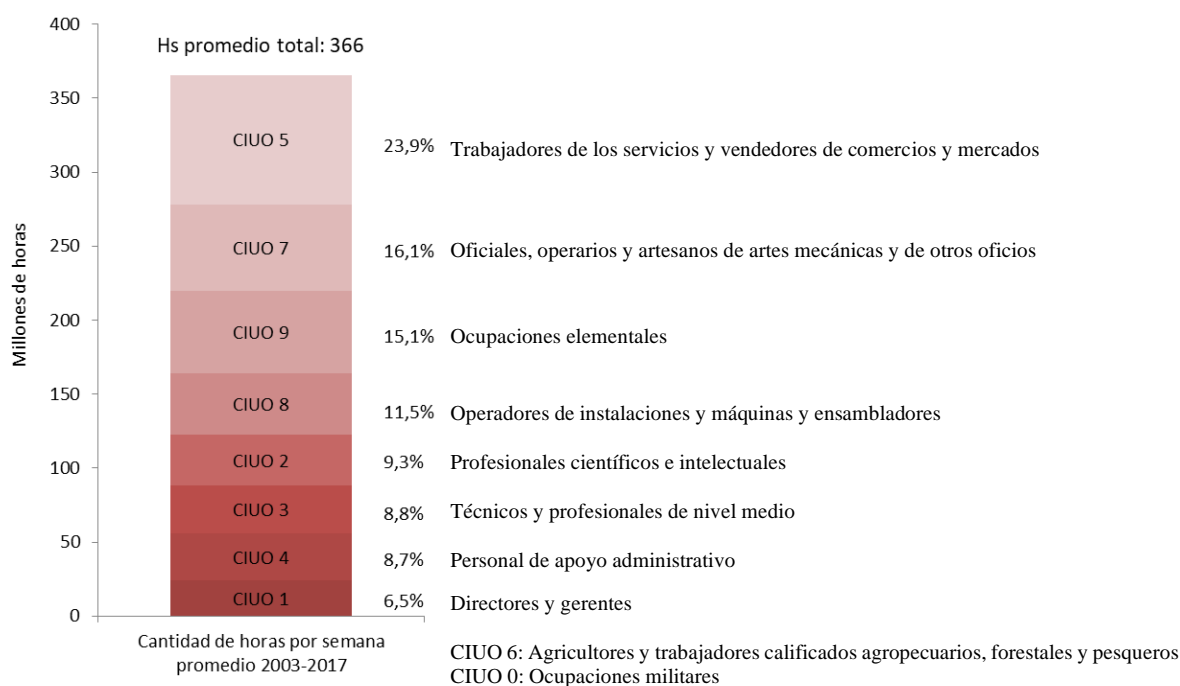 400
Hs promedio total: 366
350
CIUO 5
23,9% Trabajadores de los servicios y vendedores de comercios y mercados
300
250
CIUO 7
16,1% Oficiales, operarios y artesanos de artes mecánicas y de otros oficios
200
CIUO 9
15,1% Ocupaciones elementales
150
CIUO 8
11,5% Operadores de instalaciones y máquinas y ensambladores
100
CIUO 2
9,3% Profesionales científicos e intelectuales
CIUO 3
8,8% Técnicos y profesionales de nivel medio
50
CIUO 4
8,7% Personal de apoyo administrativo
CIUO 1
6,5% Directores y gerentes
0
Millones de horas
Cantidad de horas por semana
promedio 2003-2017
CIUO 6: Agricultores y trabajadores calificados agropecuarios, forestales y pesqueros
CIUO 0: Ocupaciones militares